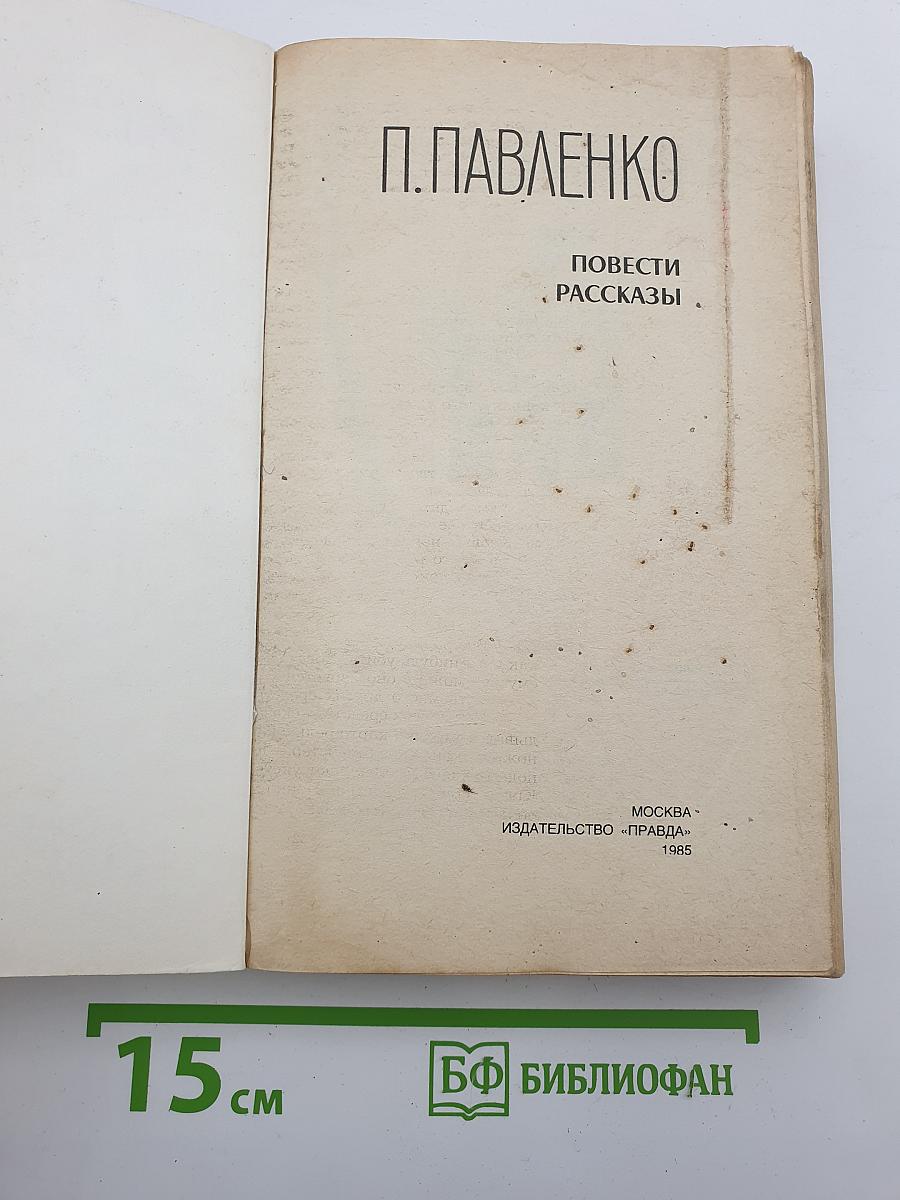 П. ПАВЛЕНКО
ПОВЕСТИ
РАССКАЗЫ
МОСКВА
ИЗДАТЕЛЬСТВО «ПРАВДА»
1985
15 см
БФ БИБЛИОФАН